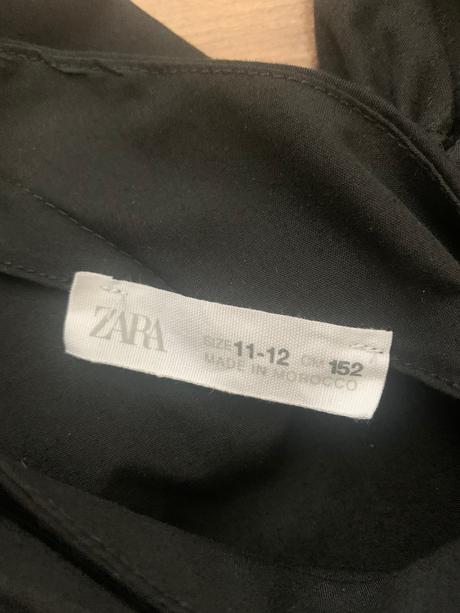 ZARA
SIZE 11-12 CM 152
MADE IN MOROCCO